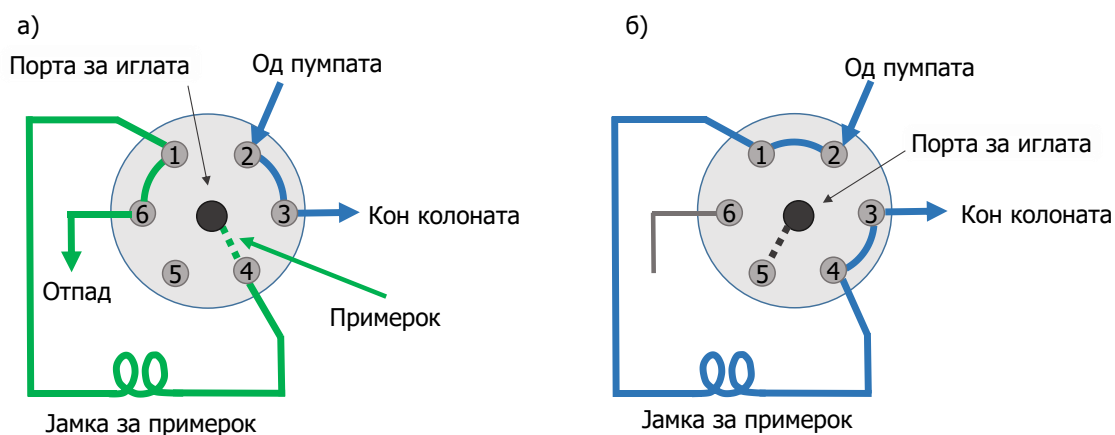 а)
Порта за иглата
Од пумпата
1
2
6
3
Кон колоната
5
4
Отпад
Примерок
Јамка за примерок
б)
Од пумпата
Порта за иглата
1
2
6
3
Кон колоната
5
4
Јамка за примерок